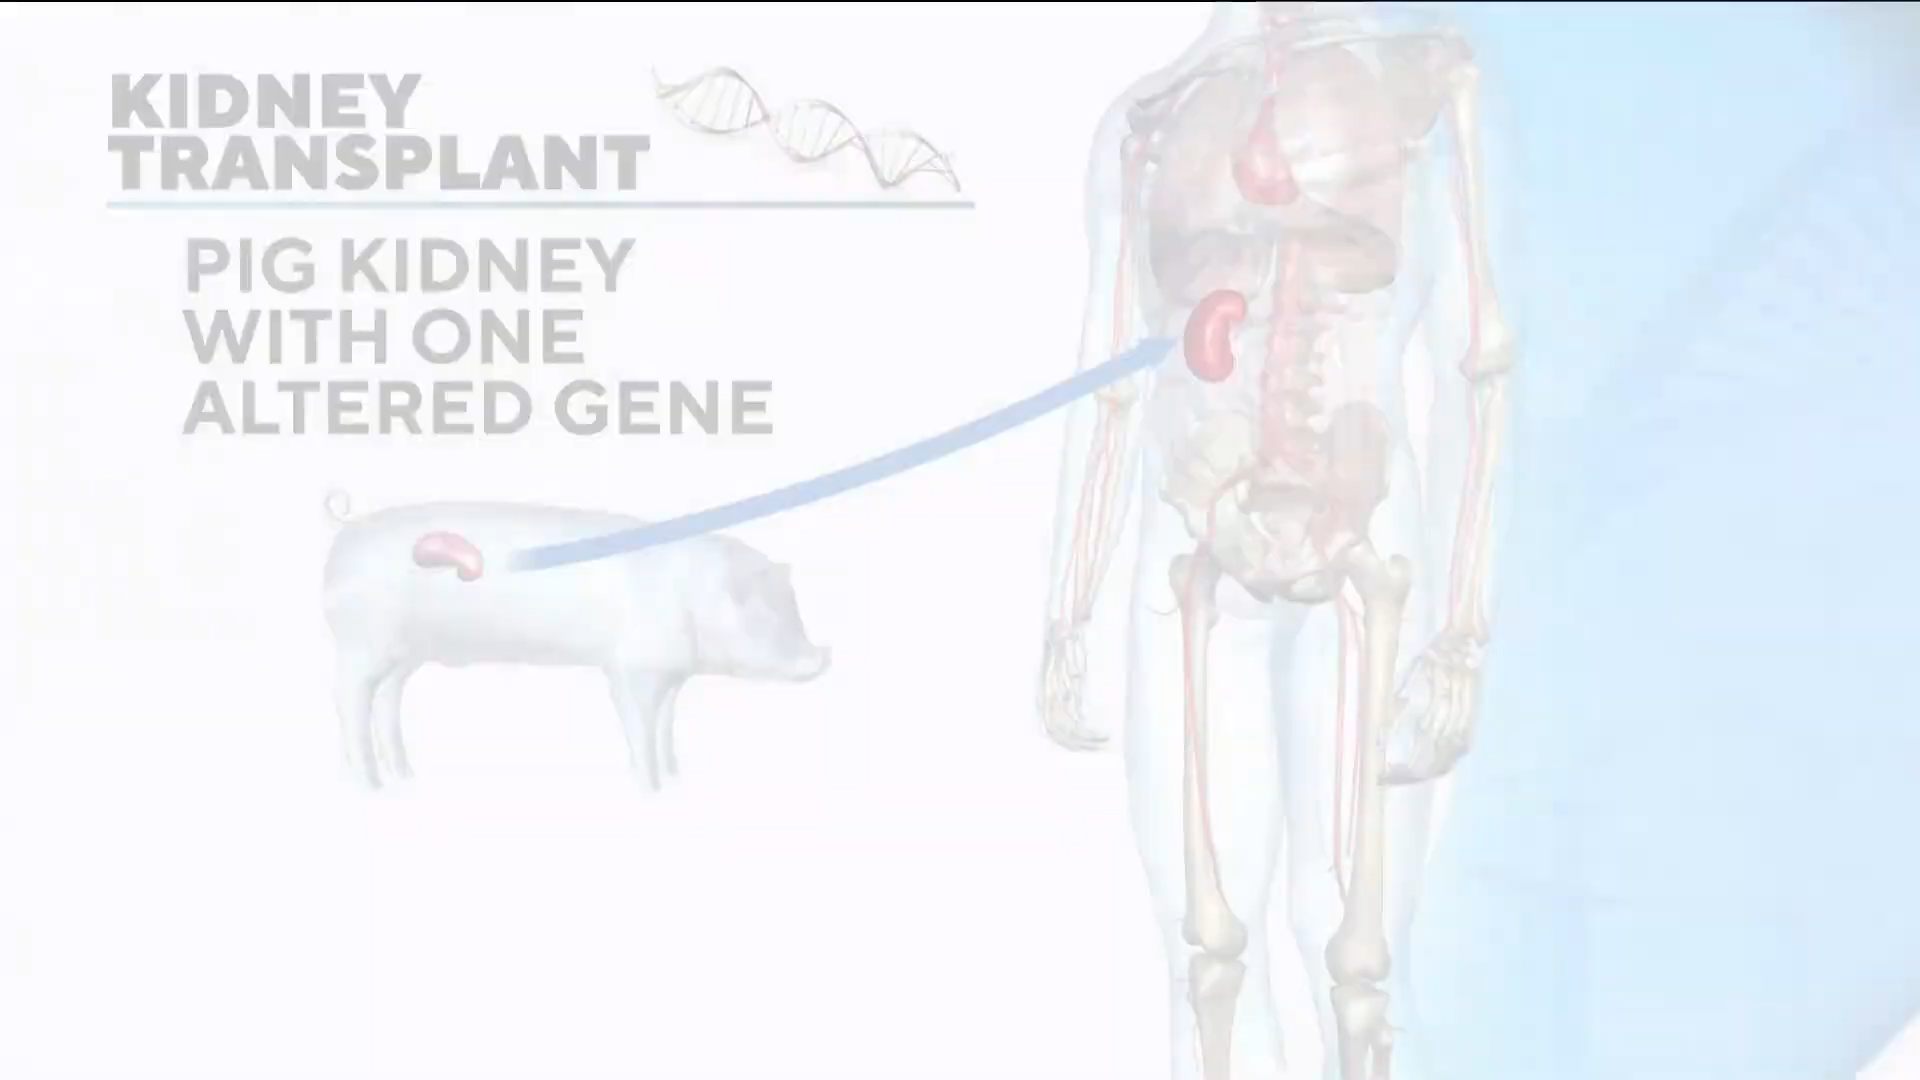 KIDNEY
TRANSPLANT
PIG KIDNEY
WITH ONE
ALTERED GENE